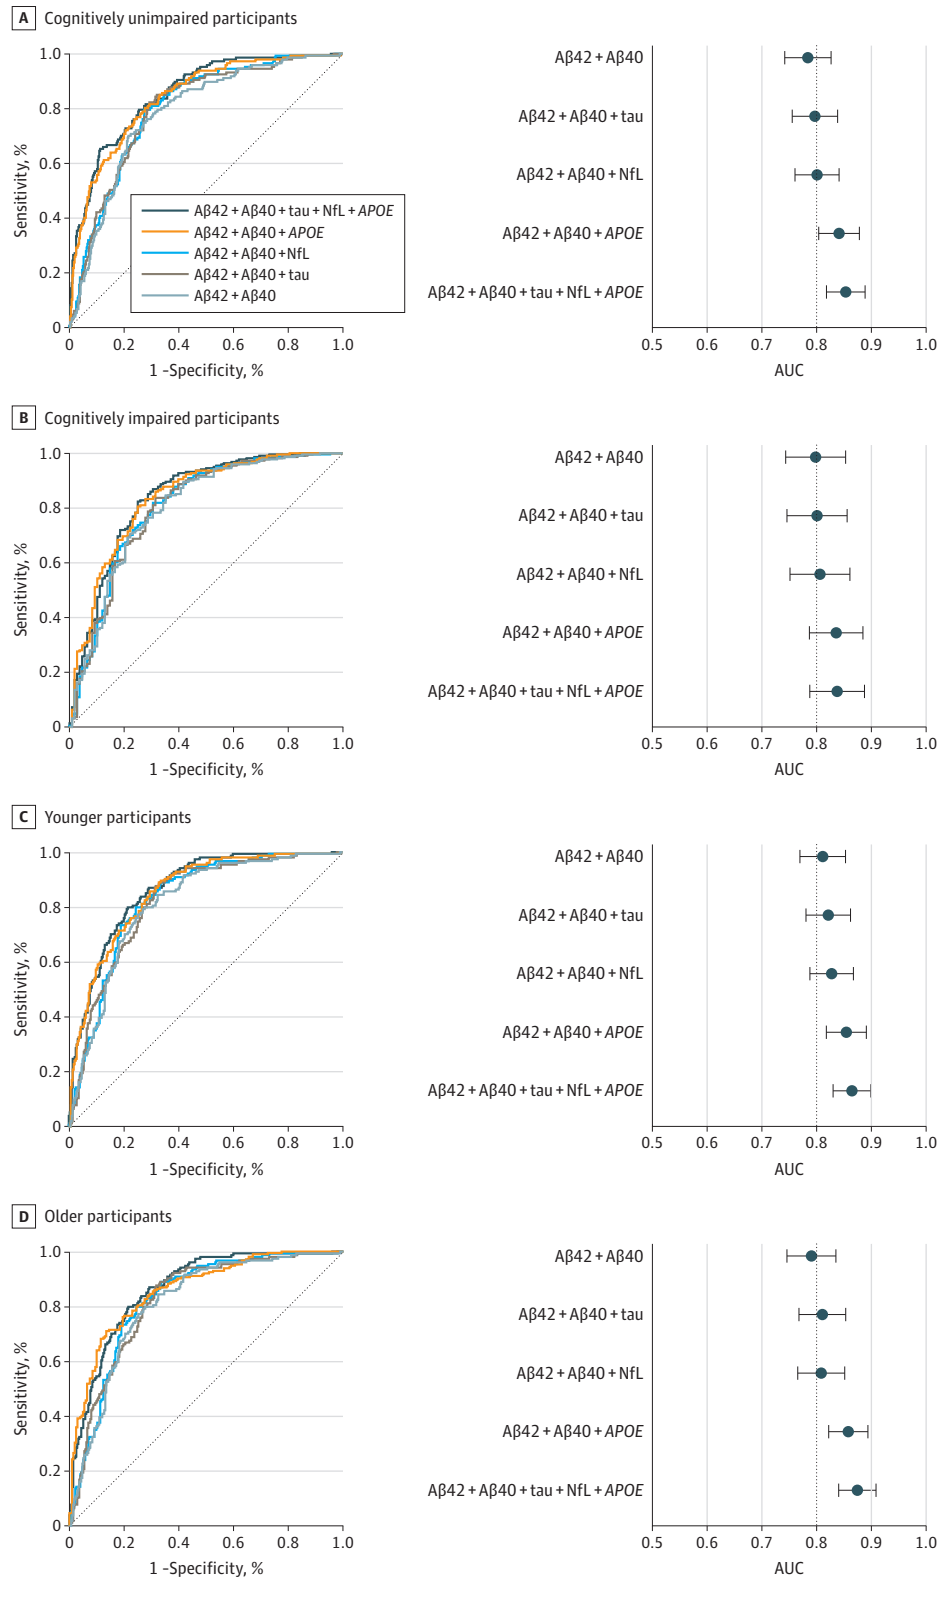 A Cognitively unimpaired participants
1.0
0.8
0.6
0.4
0.2
0
Sensitivity, %
0 0.2 0.4 0.6 0.8 1.0
1 -Specificity, %
Aβ42 + Aβ40 + tau + NfL + APOE
Aβ42 + Aβ40 + APOE
Aβ42 + Aβ40 + NfL
Aβ42 + Aβ40 + tau
Aβ42 + Aβ40
Aβ42 + Aβ40
Aβ42 + Aβ40 + tau
Aβ42 + Aβ40 + NfL
Aβ42 + Aβ40 + APOE
Aβ42 + Aβ40 + tau + NfL + APOE
0.5 0.6 0.7 0.8 0.9 1.0
AUC
B Cognitively impaired participants
1.0
0.8
0.6
0.4
0.2
0
Sensitivity, %
0 0.2 0.4 0.6 0.8 1.0
1 -Specificity, %
Aβ42 + Aβ40
Aβ42 + Aβ40 + tau
Aβ42 + Aβ40 + NfL
Aβ42 + Aβ40 + APOE
Aβ42 + Aβ40 + tau + NfL + APOE
0.5 0.6 0.7 0.8 0.9 1.0
AUC
C Younger participants
1.0
0.8
0.6
0.4
0.2
0
Sensitivity, %
0 0.2 0.4 0.6 0.8 1.0
1 -Specificity, %
Aβ42 + Aβ40
Aβ42 + Aβ40 + tau
Aβ42 + Aβ40 + NfL
Aβ42 + Aβ40 + APOE
Aβ42 + Aβ40 + tau + NfL + APOE
0.5 0.6 0.7 0.8 0.9 1.0
AUC
D Older participants
1.0
0.8
0.6
0.4
0.2
0
Sensitivity, %
0 0.2 0.4 0.6 0.8 1.0
1 -Specificity, %
Aβ42 + Aβ40
Aβ42 + Aβ40 + tau
Aβ42 + Aβ40 + NfL
Aβ42 + Aβ40 + APOE
Aβ42 + Aβ40 + tau + NfL + APOE
0.5 0.6 0.7 0.8 0.9 1.0
AUC